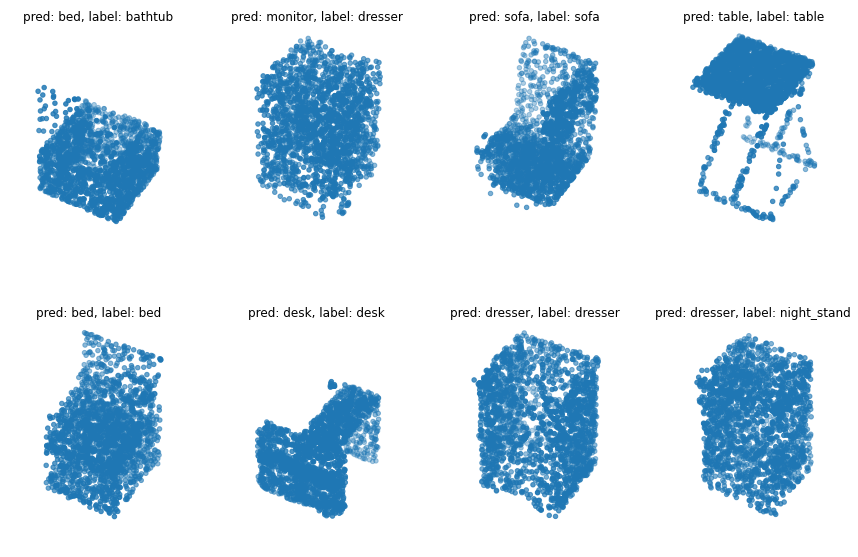 pred: bed, label: bathtub
pred: monitor, label: dresser
pred: sofa, label: sofa
pred: table, label: table
pred: bed, label: bed
pred: desk, label: desk
pred: dresser, label: dresser
pred: dresser, label: night_stand